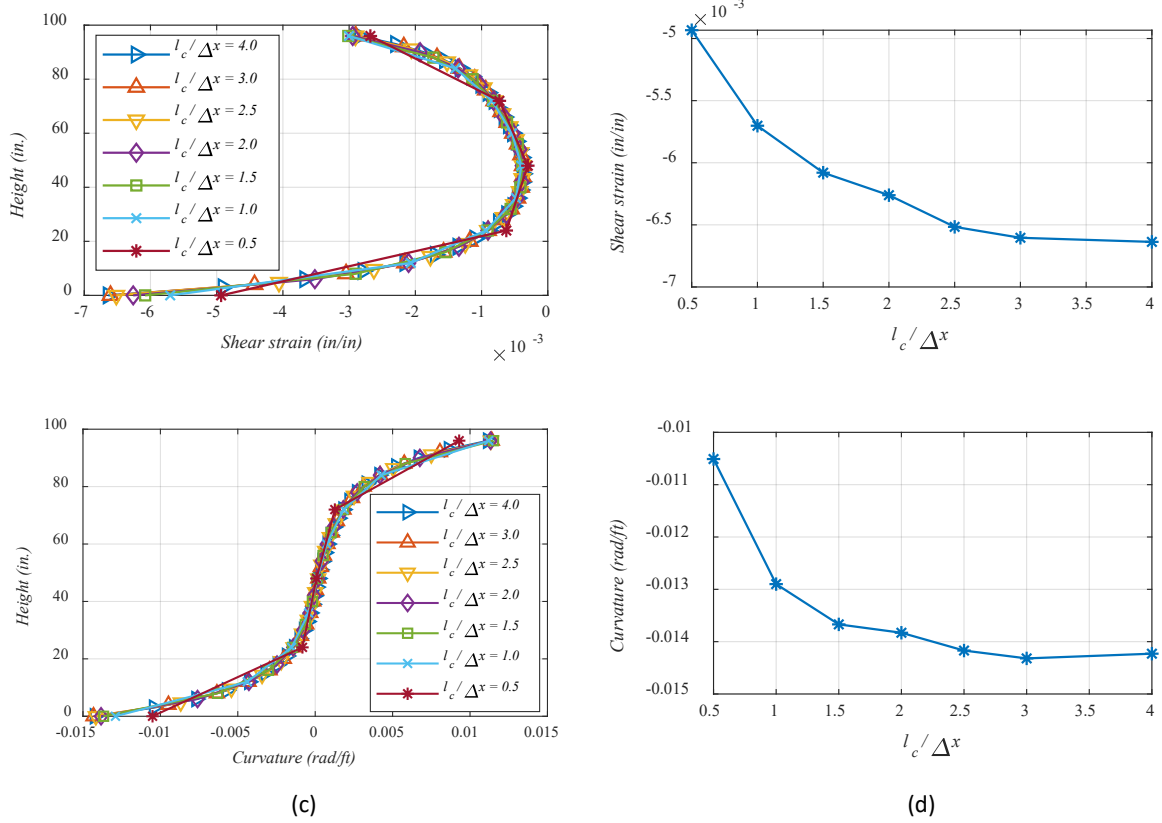 100
80
60
40
20
0
Height (in.)
l_c / Δ^x = 4.0
l_c / Δ^x = 3.0
l_c / Δ^x = 2.5
l_c / Δ^x = 2.0
l_c / Δ^x = 1.5
l_c / Δ^x = 1.0
l_c / Δ^x = 0.5
-7 -6 -5 -4 -3 -2 -1 0
Shear strain (in/in)
× 10^-3
× 10^-3
-5
-5.5
-6
-6.5
-7
Shear strain (in/in)
0.5 1 1.5 2 2.5 3 3.5 4
l_c / Δ^x
100
80
60
40
20
0
Height (in.)
l_c / Δ^x = 4.0
l_c / Δ^x = 3.0
l_c / Δ^x = 2.5
l_c / Δ^x = 2.0
l_c / Δ^x = 1.5
l_c / Δ^x = 1.0
l_c / Δ^x = 0.5
-0.015 -0.01 -0.005 0 0.005 0.01 0.015
Curvature (rad/ft)
-0.01
-0.011
-0.012
-0.013
-0.014
-0.015
Curvature (rad/ft)
0.5 1 1.5 2 2.5 3 3.5 4
l_c / Δ^x
(c)
(d)